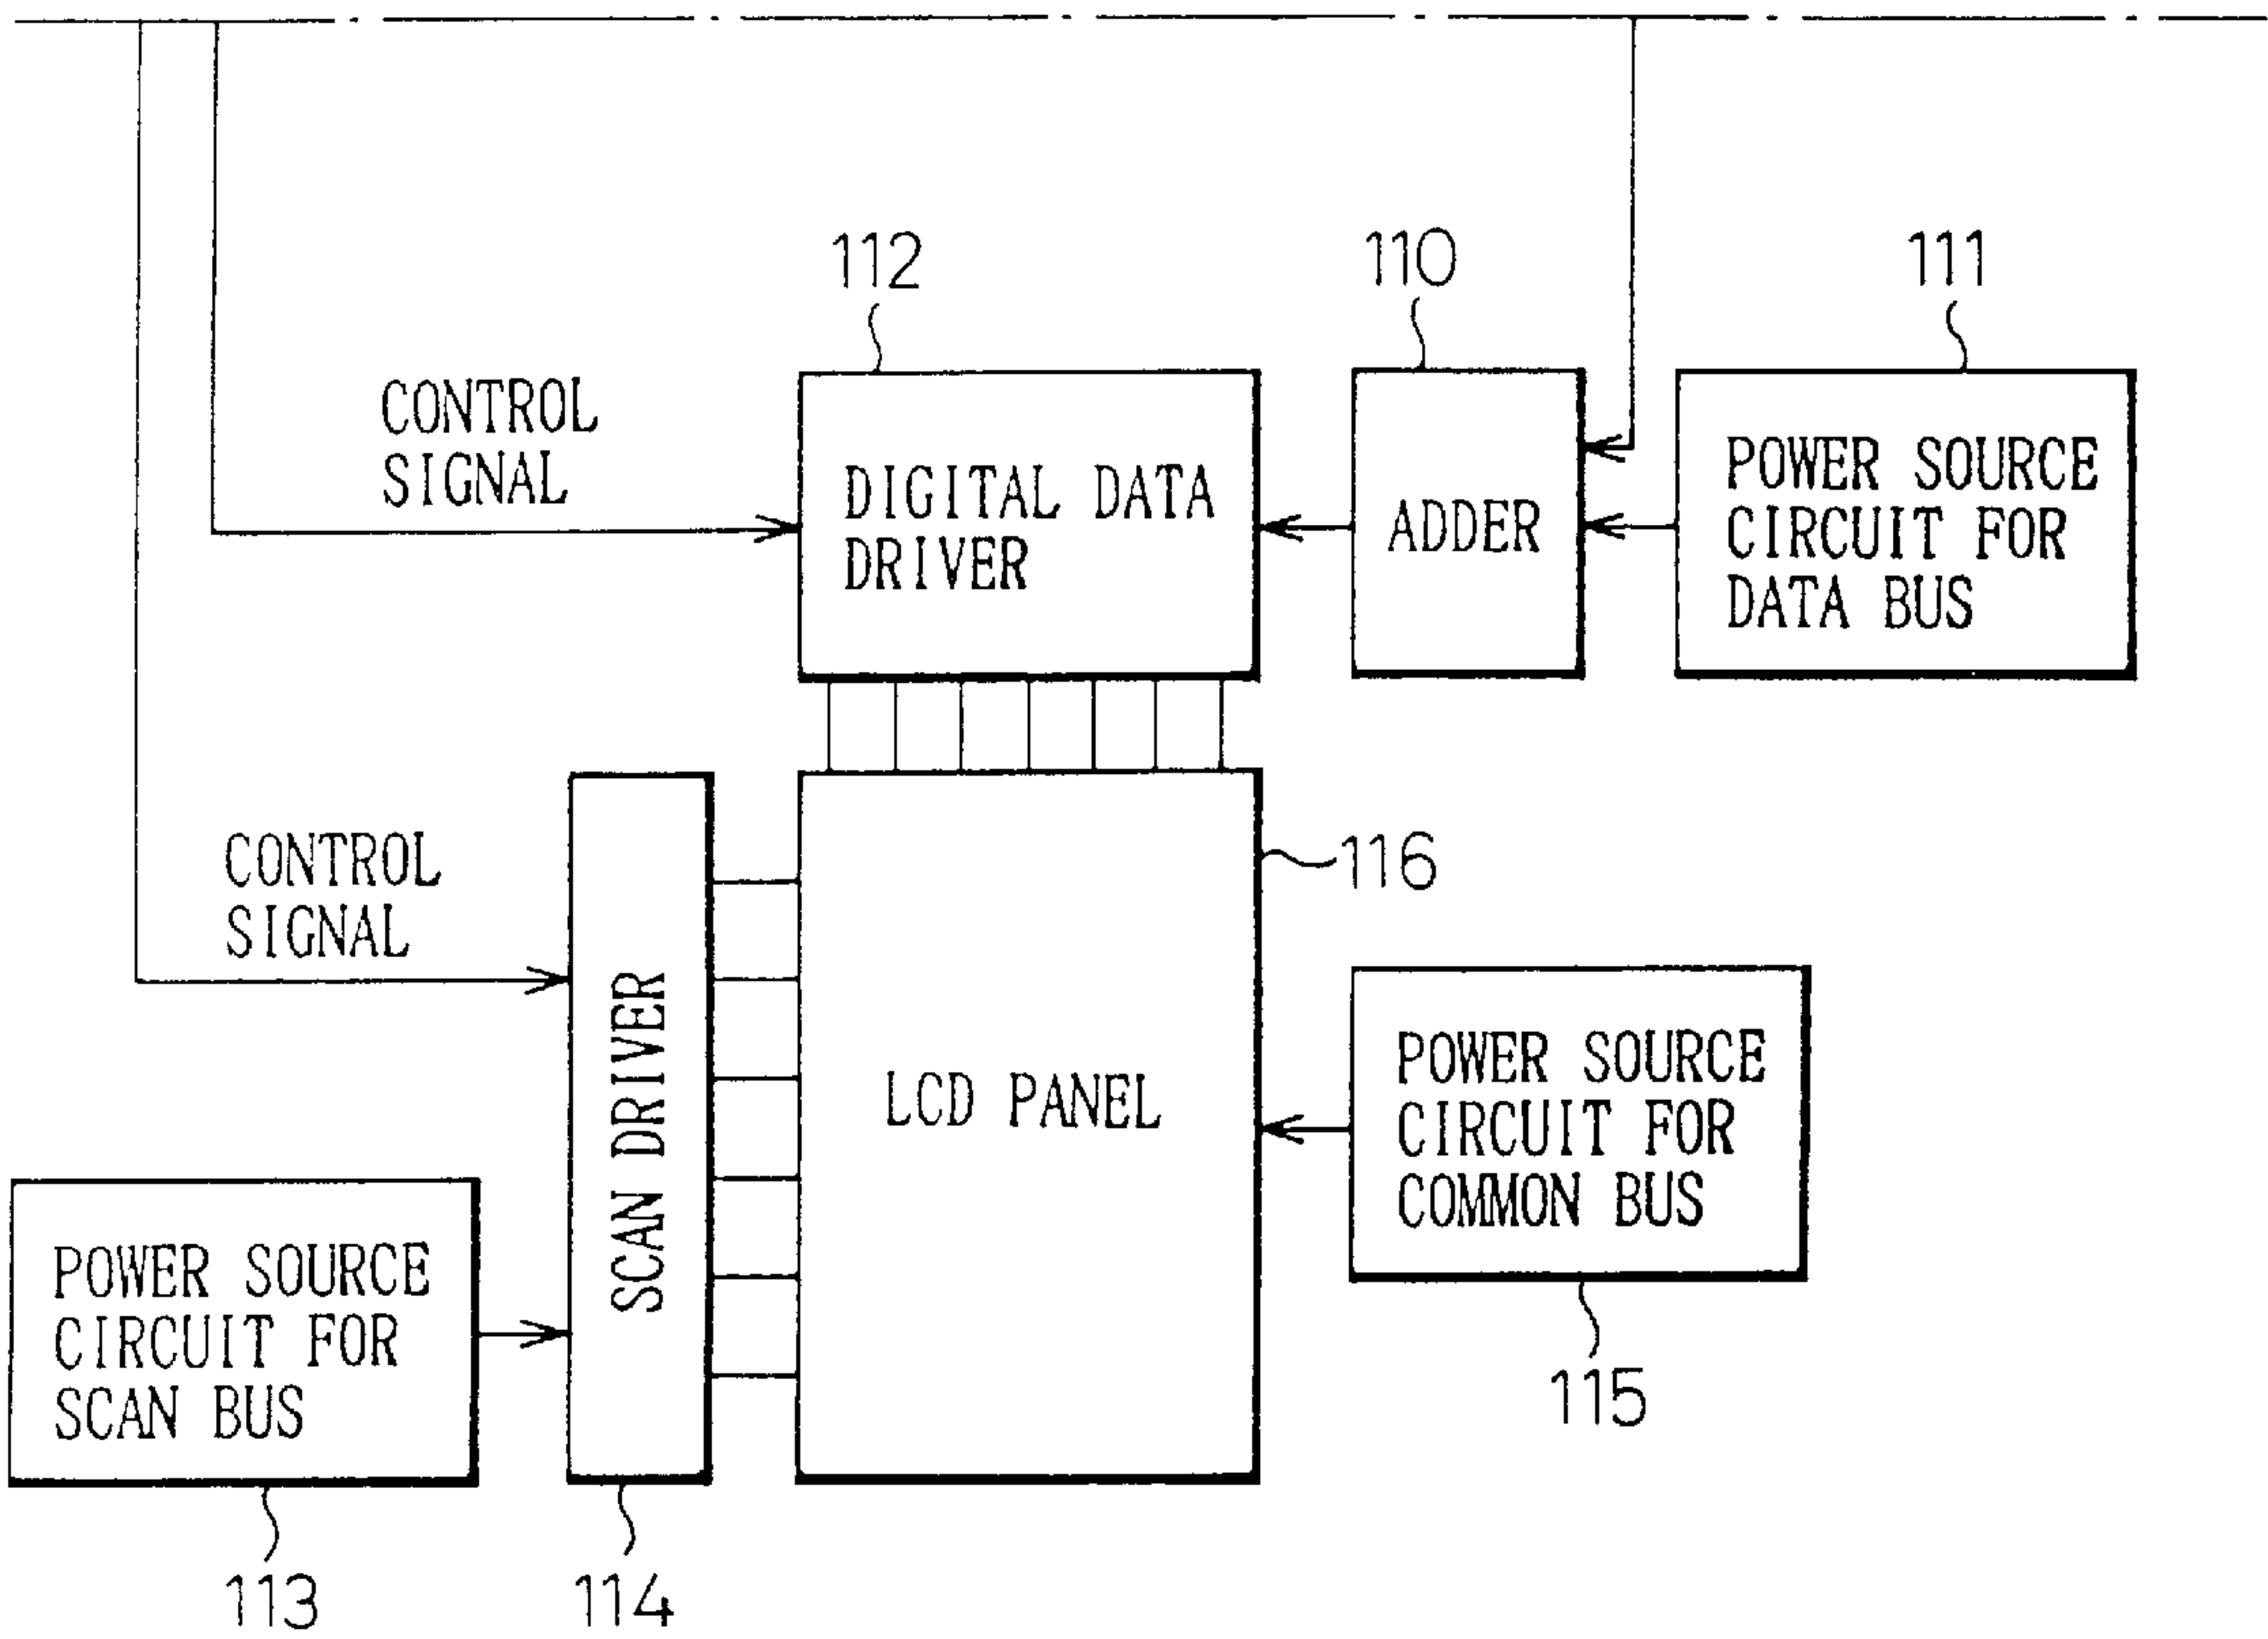 112
110
111
CONTROL
SIGNAL
DIGITAL DATA
DRIVER
ADDER
POWER SOURCE
CIRCUIT FOR
DATA BUS
116
CONTROL
SIGNAL
SCAN DRIVER
LCD PANEL
POWER SOURCE
CIRCUIT FOR
COMMON BUS
115
POWER SOURCE
CIRCUIT FOR
SCAN BUS
113
114